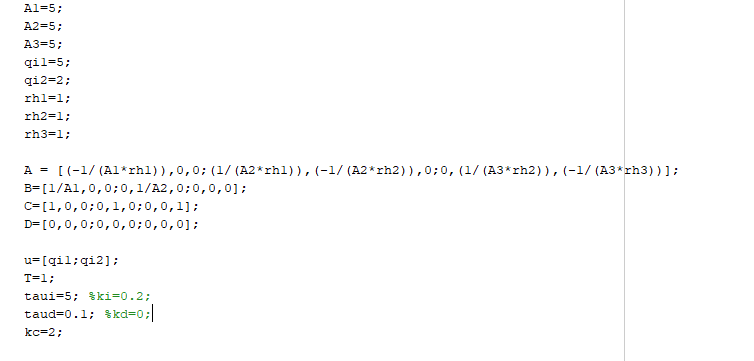 A1=5;
A2=5;
A3=5;
qi1=5;
qi2=2;
rh1=1;
rh2=1;
rh3=1;
A = [(-1/(A1*rh1)),0,0;(1/(A2*rh1)),(-1/(A2*rh2)),0;0,(1/(A3*rh2)),(-1/(A3*rh3))];
B=[1/A1,0,0;0,1/A2,0;0,0,0];
C=[1,0,0;0,1,0;0,0,1];
D=[0,0,0;0,0,0;0,0,0];
u=[qi1;qi2];
T=1;
taui=5; %ki=0.2;
taud=0.1; %kd=0;
kc=2;